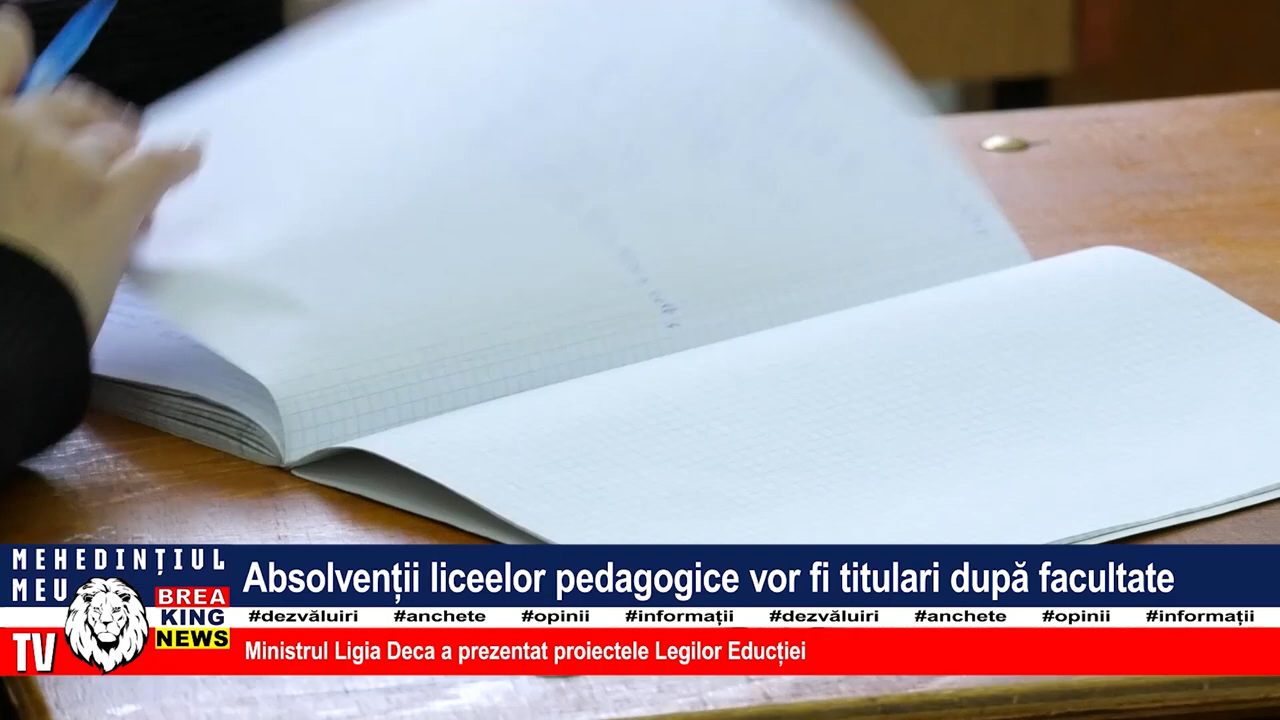 MEHEDINȚIUL
MEU
TV
BREA
KING
NEWS
Absolvenții liceelor pedagogice vor fi titulari după facultate
#dezvăluiri #anchete #opinii #informații #dezvăluiri #anchete #opinii #informații
Ministrul Ligia Deca a prezentat proiectele Legilor Educției